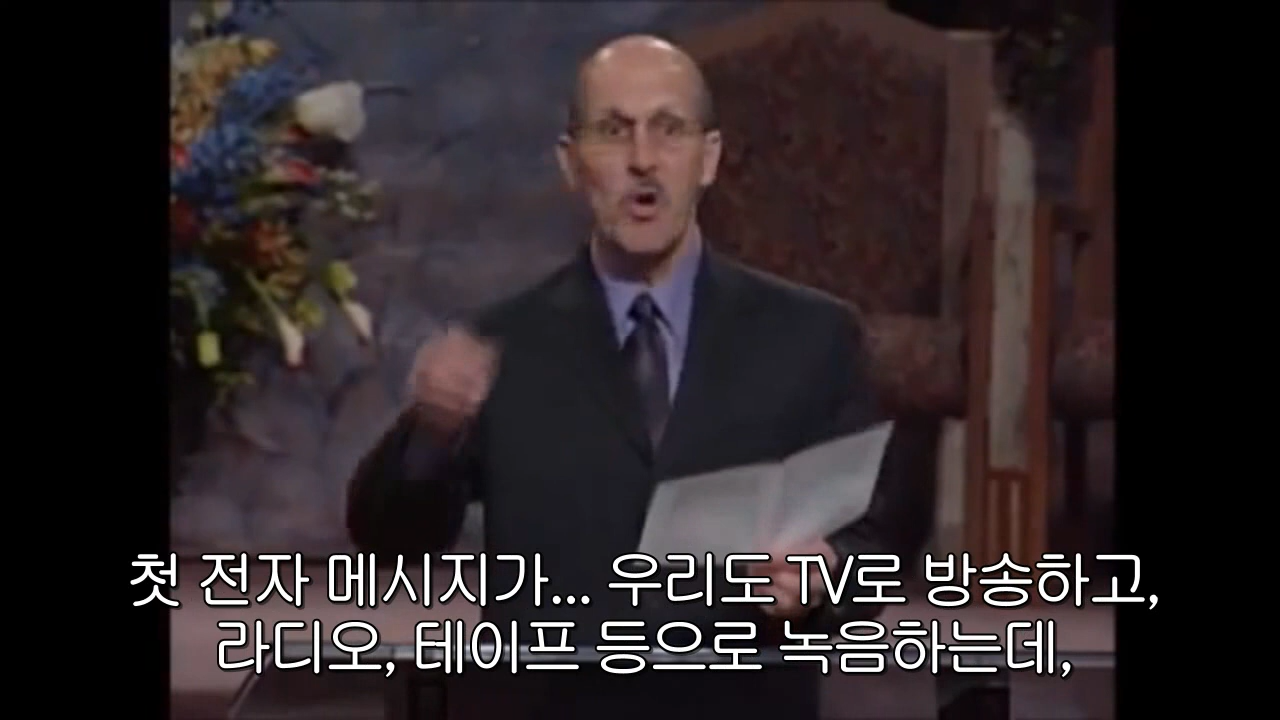 첫 전자 메시지가... 우리도 TV로 방송하고,
라디오, 테이프 등으로 녹음하는데,